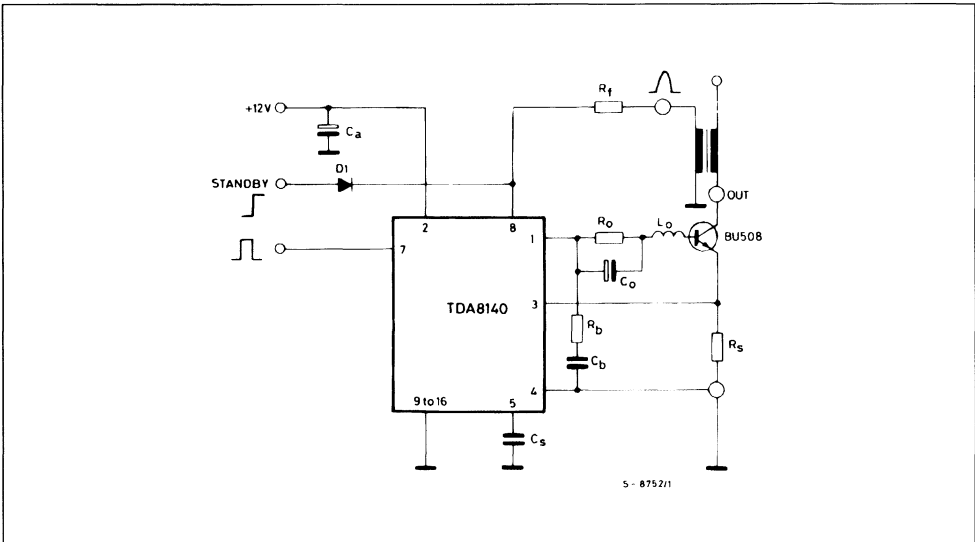 +12V
Ca
Rf
STANDBY
D1
OUT
2
8
7
1
Ro
Lo
BU508
Co
TDA8140
3
Rb
Rs
Cb
4
9 to 16
5
Cs
S - 8752/1